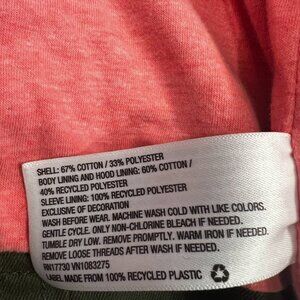 SHELL: 67% COTTON / 33% POLYESTER
BODY LINING AND HOOD LINING: 60% COTTON /
40% RECYCLED POLYESTER
SLEEVE LINING: 100% RECYCLED POLYESTER
EXCLUSIVE OF DECORATION
WASH BEFORE WEAR. MACHINE WASH COLD WITH LIKE COLORS.
GENTLE CYCLE. ONLY NON-CHLORINE BLEACH IF NEEDED.
TUMBLE DRY LOW. REMOVE PROMPTLY. WARM IRON IF NEEDED.
REMOVE LOOSE THREADS AFTER WASH IF NEEDED.
RN17730 VN1083275
LABEL MADE FROM 100% RECYCLED PLASTIC